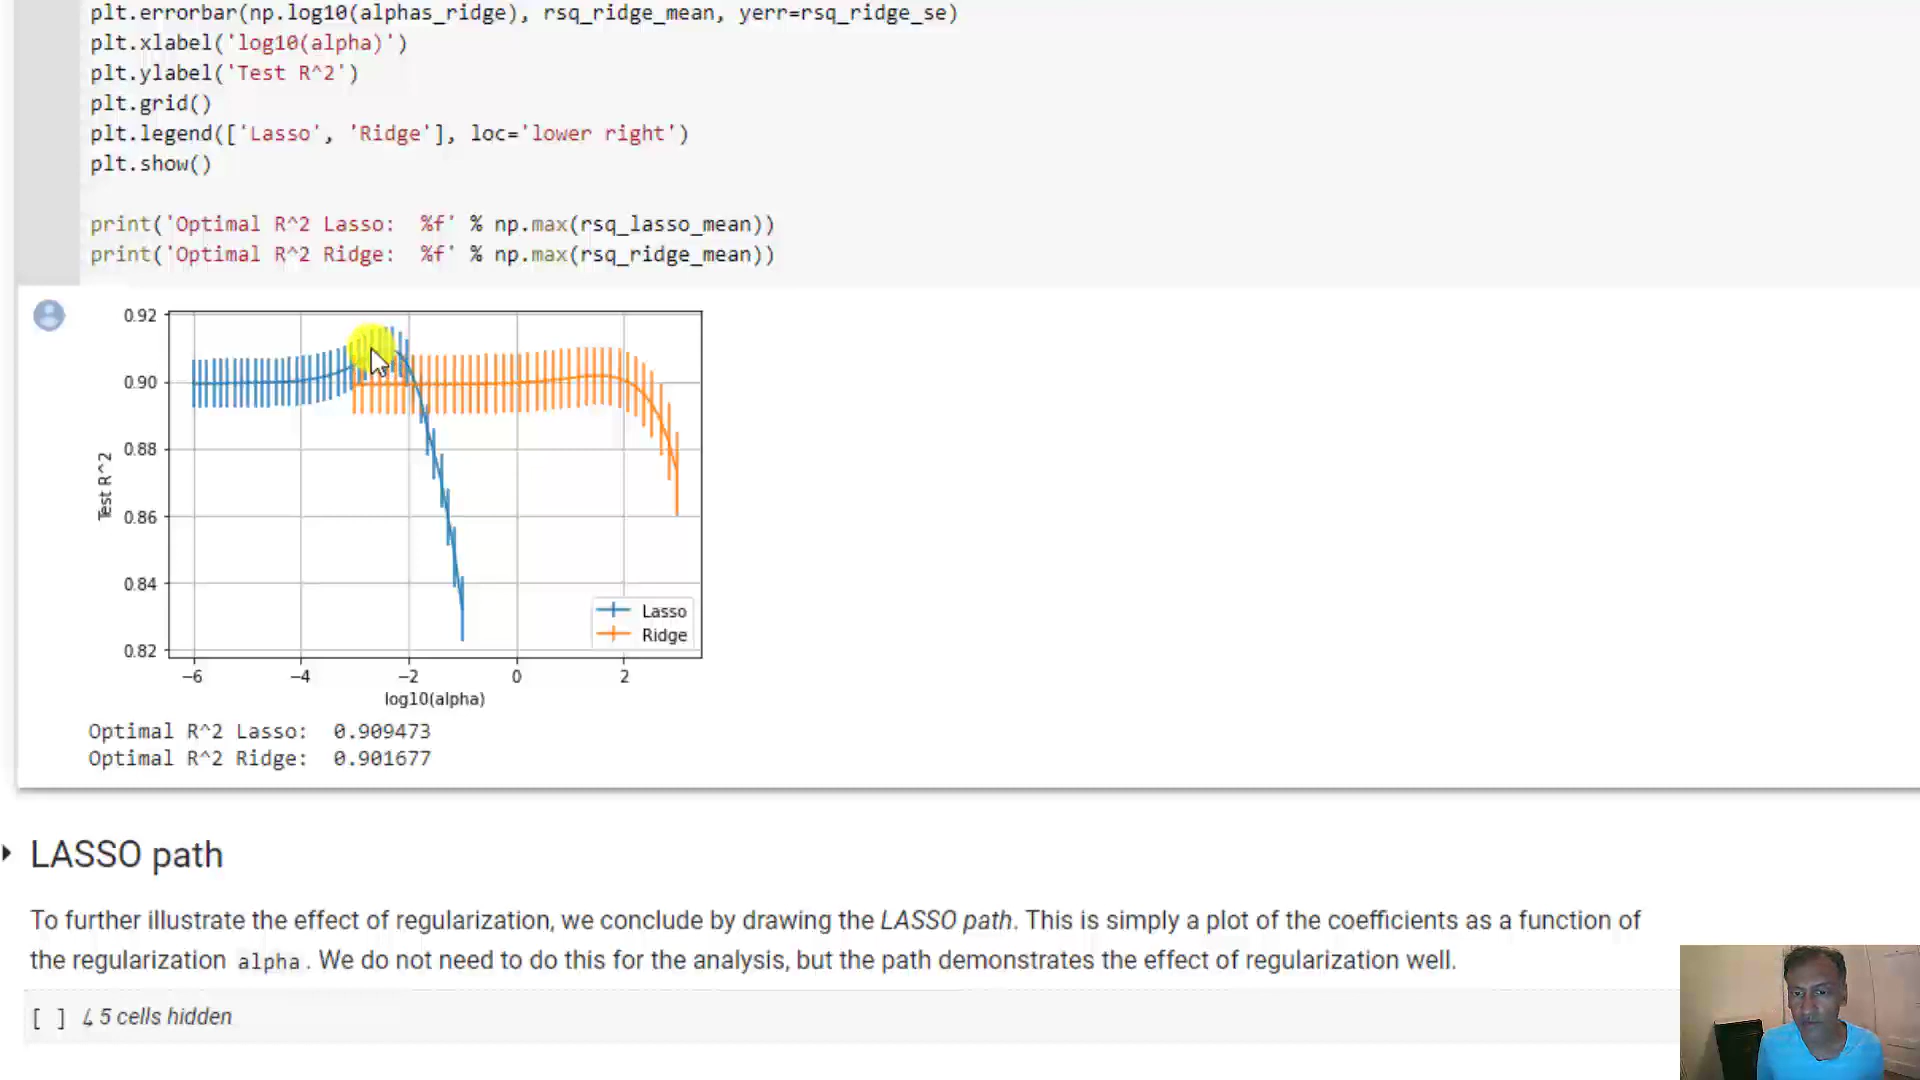 plt.errorbar(np.log10(alphas_ridge), rsq_ridge_mean, yerr=rsq_ridge_se)
plt.xlabel('log10(alpha)')
plt.ylabel('Test R^2')
plt.grid()
plt.legend(['Lasso', 'Ridge'], loc='lower right')
plt.show()
print('Optimal R^2 Lasso:  %f' % np.max(rsq_lasso_mean))
print('Optimal R^2 Ridge:  %f' % np.max(rsq_ridge_mean))
0.92
0.90
0.88
0.86
0.84
0.82
Test R^2
Lasso
Ridge
−6 −4 −2 0 2
log10(alpha)
Optimal R^2 Lasso:  0.909473
Optimal R^2 Ridge:  0.901677
LASSO path
To further illustrate the effect of regularization, we conclude by drawing the LASSO path. This is simply a plot of the coefficients as a function of
the regularization alpha. We do not need to do this for the analysis, but the path demonstrates the effect of regularization well.
[ ] ↳ 5 cells hidden